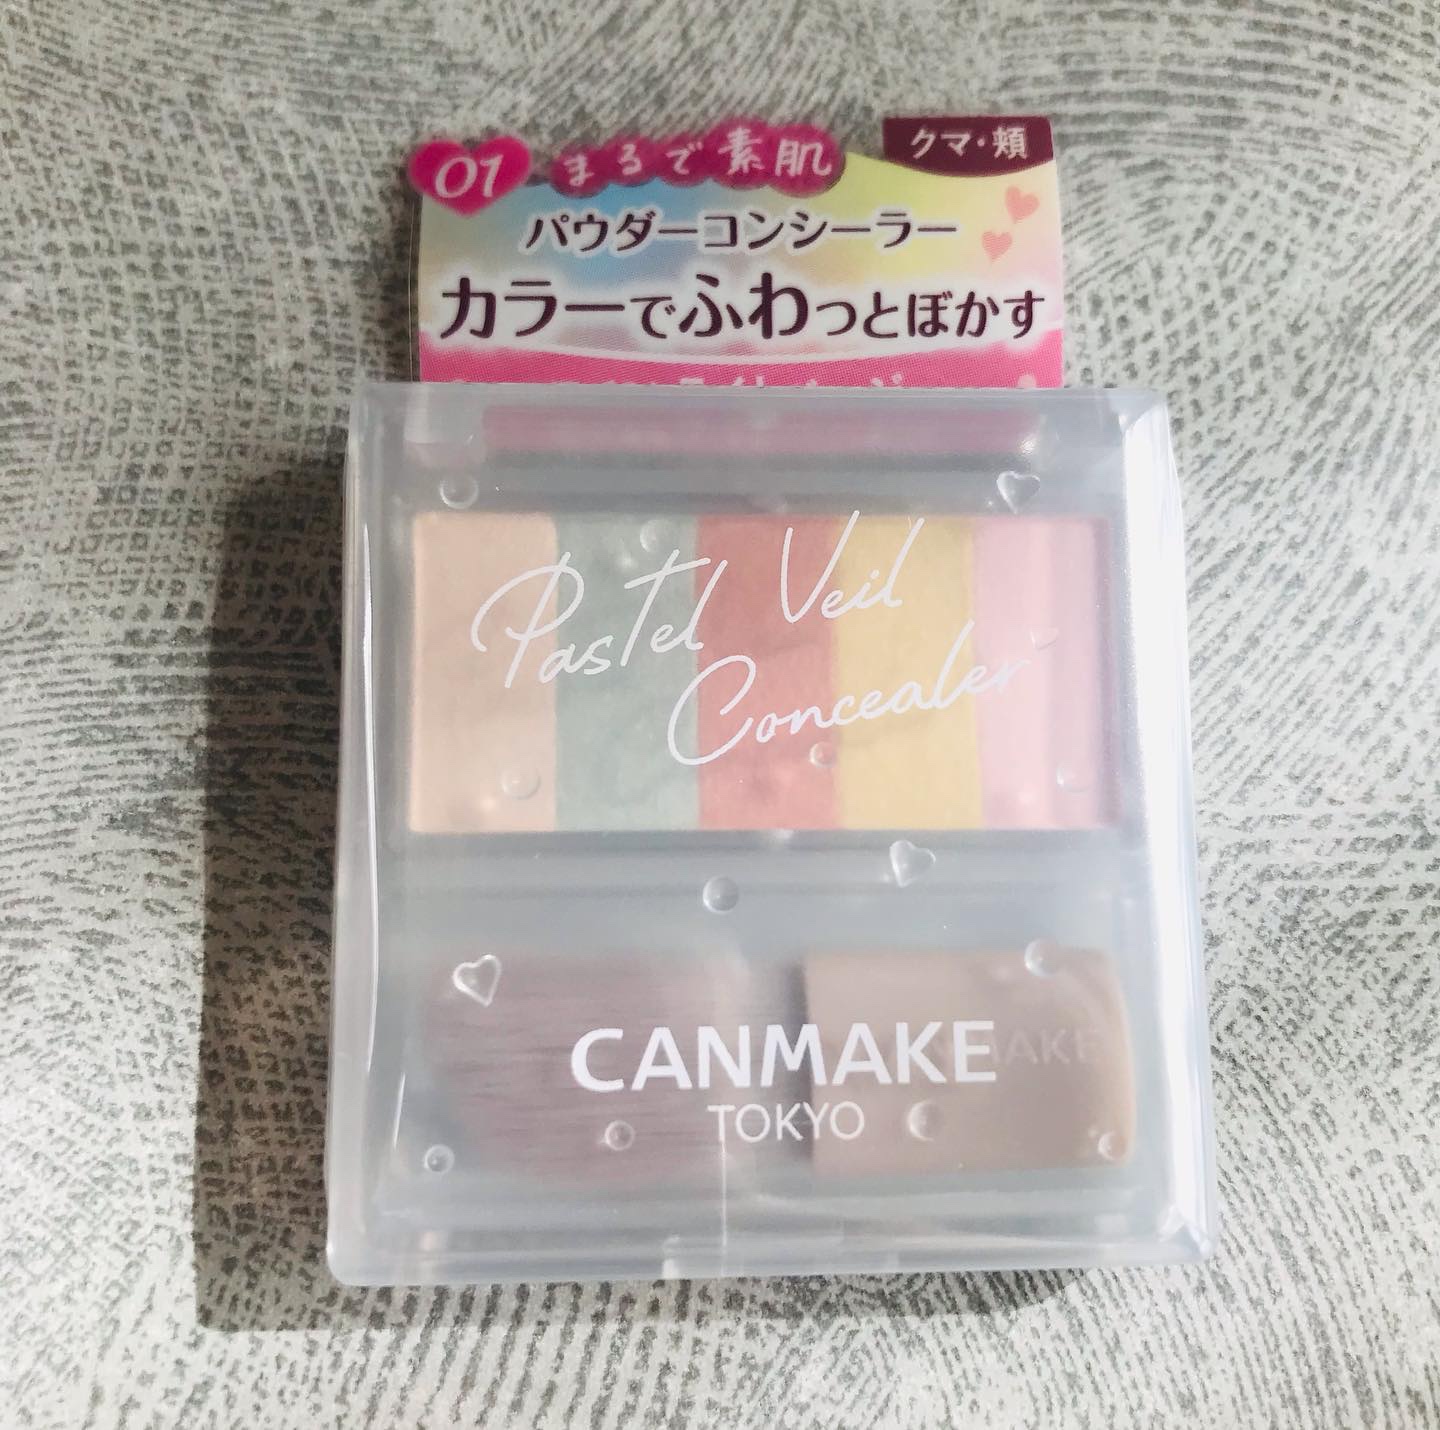 01 まるで素肌
クマ・頬
パウダーコンシーラー
カラーでふわっとぼかす
Pastel Veil
Concealer
CANMAKE
TOKYO